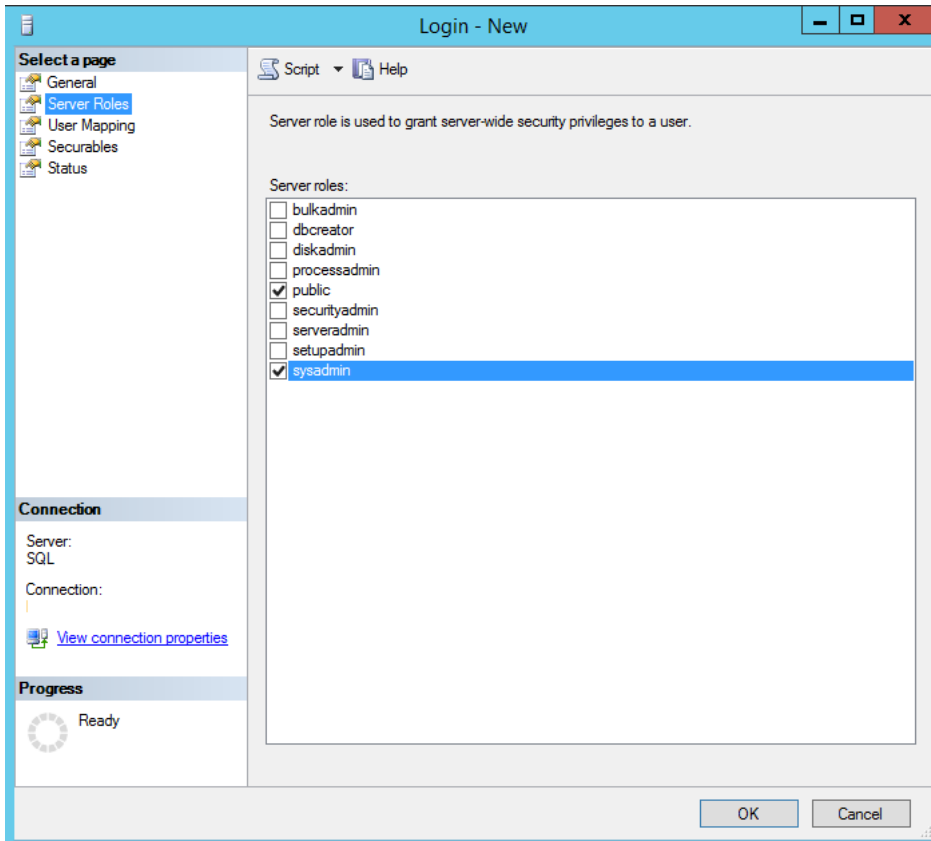 Login - New
Select a page
General
Server Roles
User Mapping
Securables
Status
Script
Help
Server role is used to grant server-wide security privileges to a user.
Server roles:
bulkadmin
dbcreator
diskadmin
processadmin
public
securityadmin
serveradmin
setupadmin
sysadmin
Connection
Server:
SQL
Connection:
View connection properties
Progress
Ready
OK
Cancel